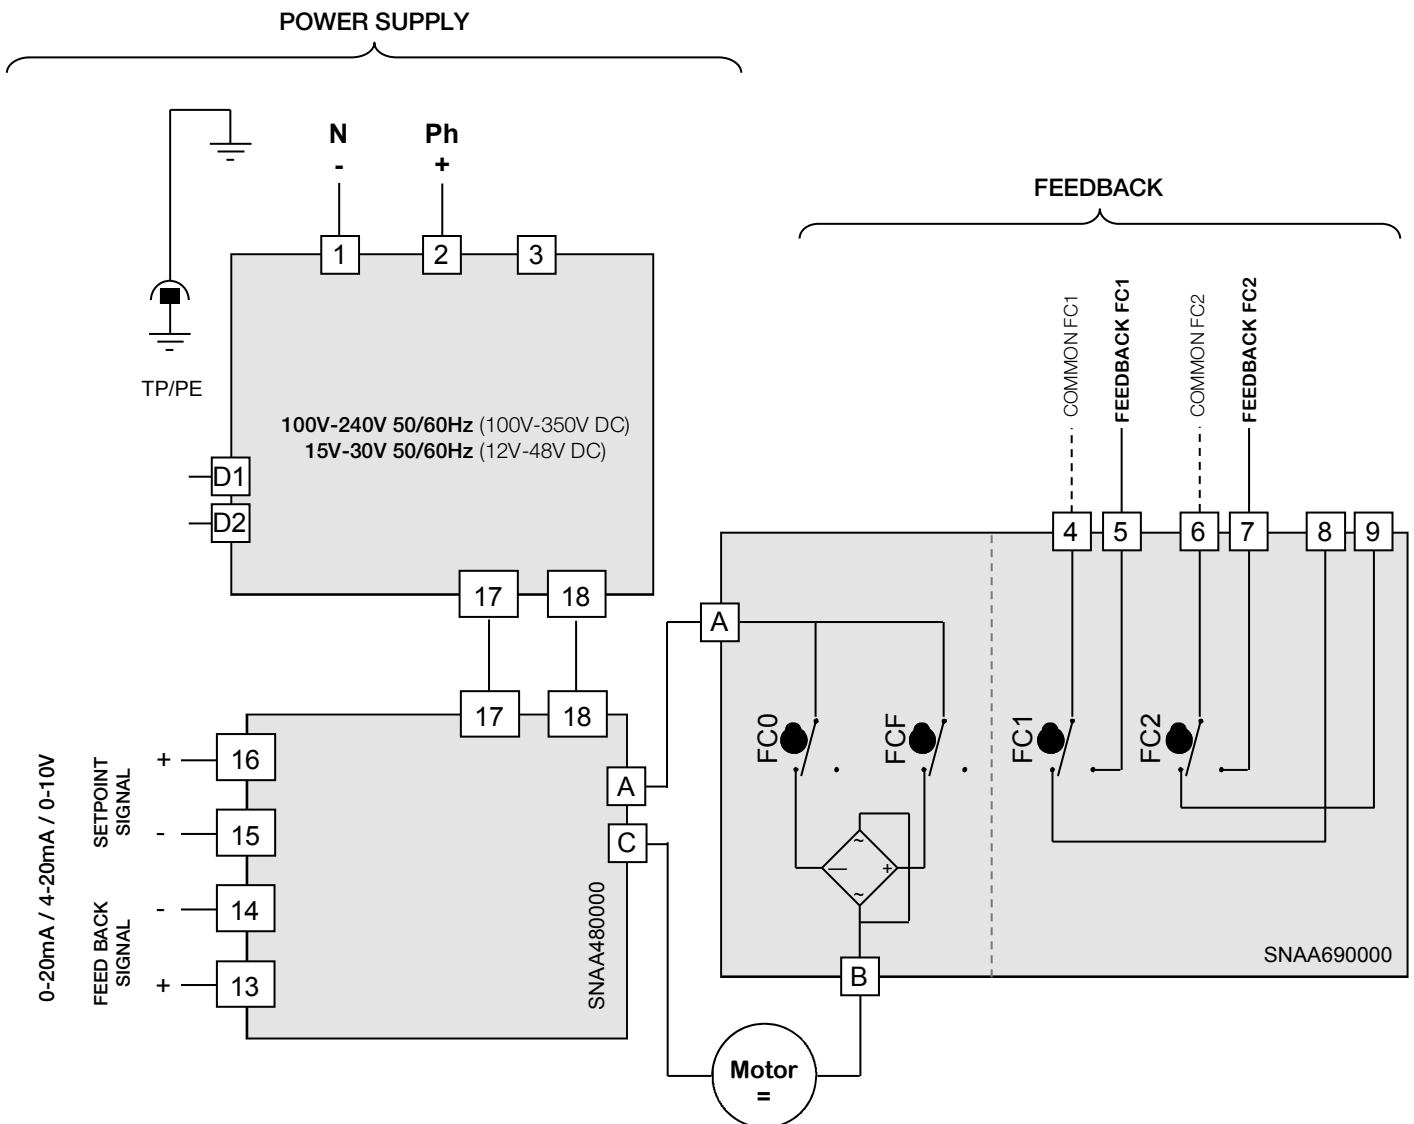 POWER SUPPLY
N
-
Ph
+
1
2
3
TP/PE
100V-240V 50/60Hz (100V-350V DC)
15V-30V 50/60Hz (12V-48V DC)
D1
D2
17
18
FEEDBACK
COMMON FC1
FEEDBACK FC1
COMMON FC2
FEEDBACK FC2
4
5
6
7
8
9
A
FC0
FCF
FC1
FC2
~
—
+
~
SNAA690000
B
17
18
0-20mA / 4-20mA / 0-10V
SETPOINT
SIGNAL
+
16
-
15
FEED BACK
SIGNAL
-
14
+
13
A
C
SNAA480000
Motor
=